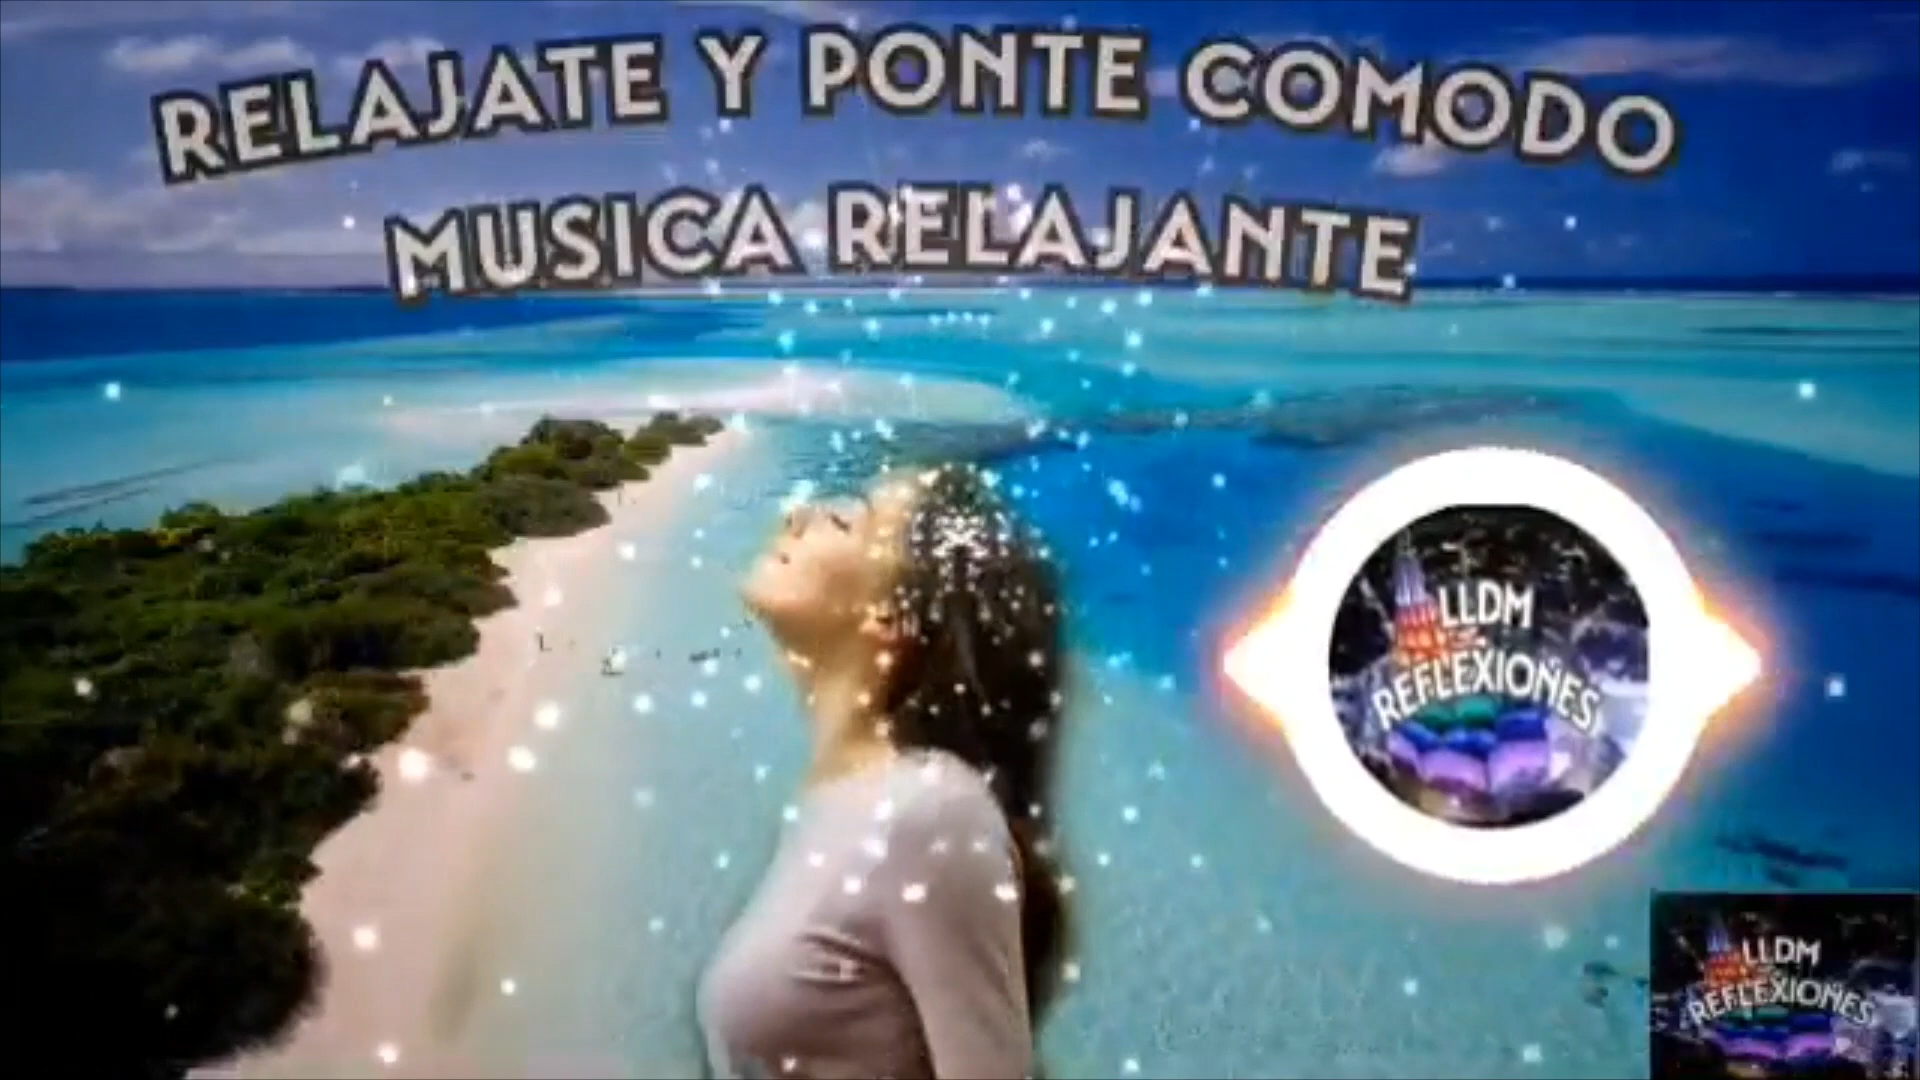 RELAJATE Y PONTE COMODO
MUSICA RELAJANTE
LLDM
REFLEXIONES
LLDM
REFLEXIONES